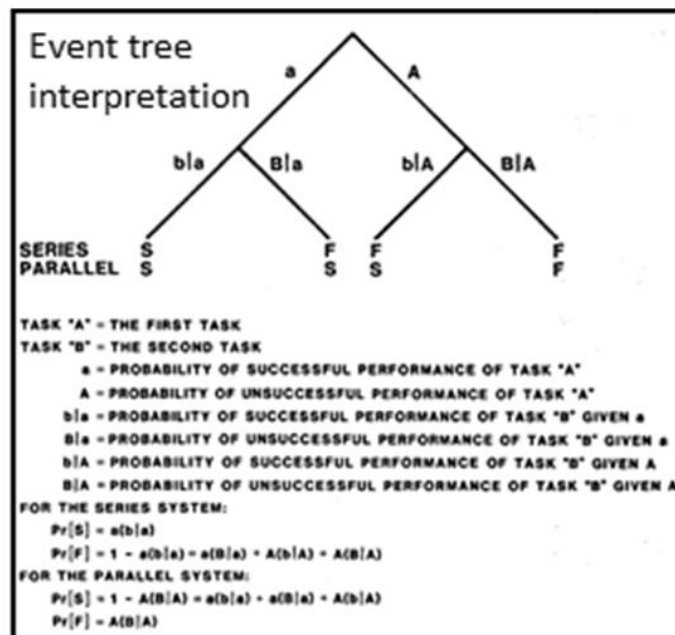 Event tree
interpretation
a A
b|a B|a b|A B|A
SERIES S F F F
PARALLEL S S S F
TASK "A" = THE FIRST TASK
TASK "B" = THE SECOND TASK
a = PROBABILITY OF SUCCESSFUL PERFORMANCE OF TASK "A"
A = PROBABILITY OF UNSUCCESSFUL PERFORMANCE OF TASK "A"
b|a = PROBABILITY OF SUCCESSFUL PERFORMANCE OF TASK "B" GIVEN a
B|a = PROBABILITY OF UNSUCCESSFUL PERFORMANCE OF TASK "B" GIVEN a
b|A = PROBABILITY OF SUCCESSFUL PERFORMANCE OF TASK "B" GIVEN A
B|A = PROBABILITY OF UNSUCCESSFUL PERFORMANCE OF TASK "B" GIVEN A
FOR THE SERIES SYSTEM:
Pr[S] = a(b|a)
Pr[F] = 1 - a(b|a) = a(B|a) + A(b|A) + A(B|A)
FOR THE PARALLEL SYSTEM:
Pr[S] = 1 - A(B|A) = a(b|a) + a(B|a) + A(b|A)
Pr[F] = A(B|A)